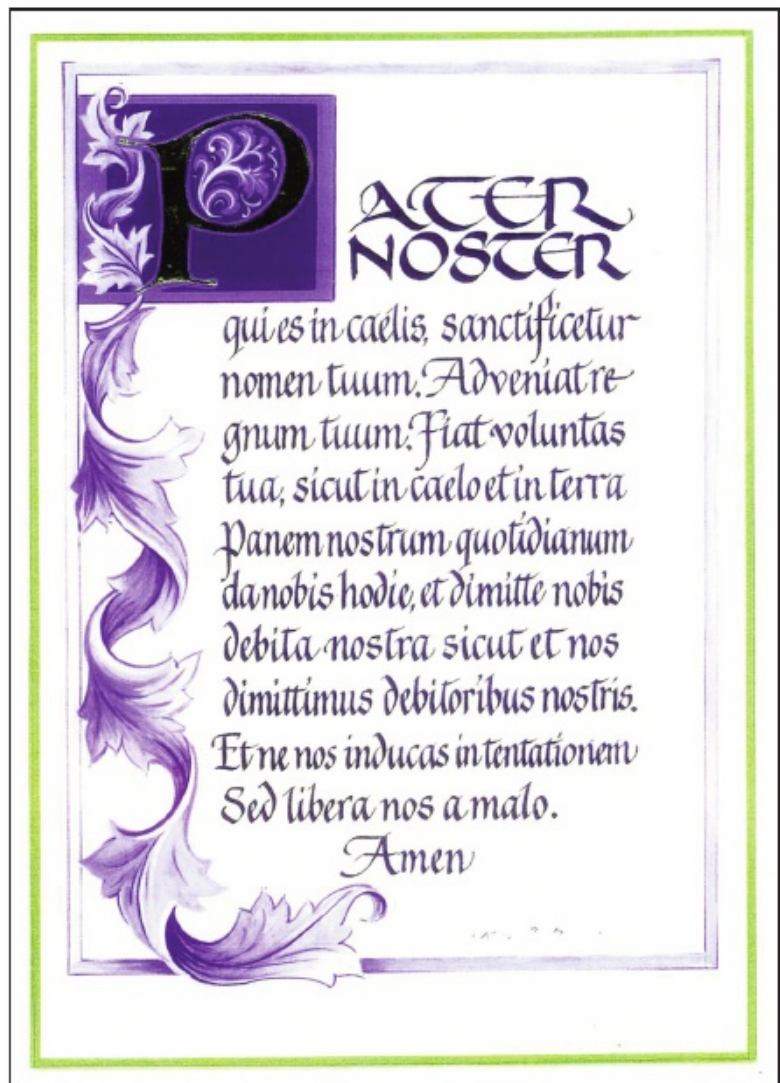 PATER
NOSTER
qui es in caelis, sanctificetur
nomen tuum. Adveniat re
gnum tuum. Fiat voluntas
tua, sicut in caelo et in terra
Panem nostrum quotidianum
da nobis hodie, et dimitte nobis
debita nostra sicut et nos
dimittimus debitoribus nostris.
Et ne nos inducas in tentationem
Sed libera nos a malo.
Amen